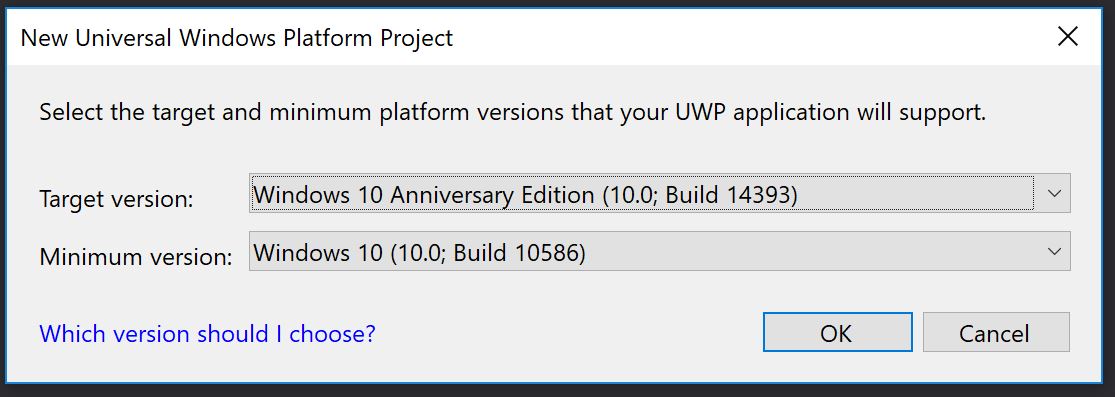 New Universal Windows Platform Project
Select the target and minimum platform versions that your UWP application will support.
Target version: Windows 10 Anniversary Edition (10.0; Build 14393)
Minimum version: Windows 10 (10.0; Build 10586)
Which version should I choose? OK Cancel